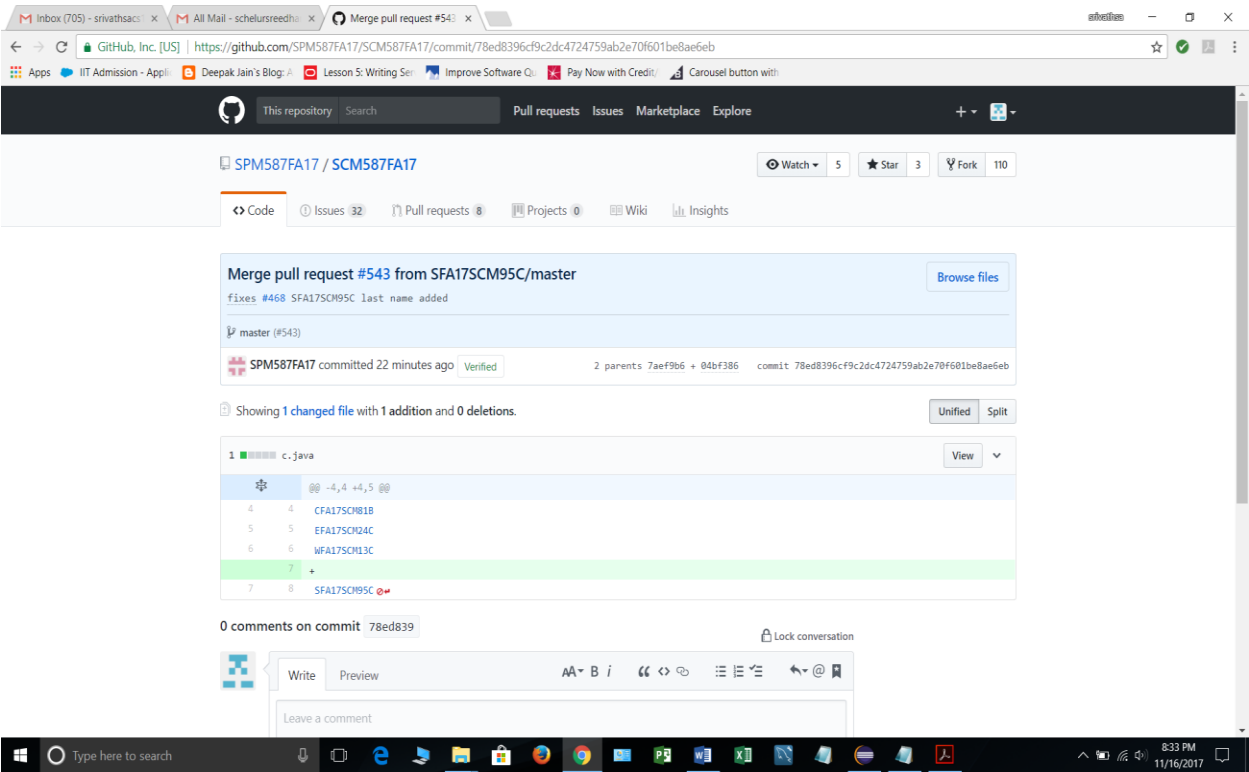 Inbox (705) - srivathsacs
All Mail - schelursreedha
Merge pull request #543
srivathsa
GitHub, Inc. [US] | https://github.com/SPM587FA17/SCM587FA17/commit/78ed8396cf9c2dc4724759ab2e70f601be8ae6eb
Apps IIT Admission - Appli Deepak Jain's Blog: A Lesson 5: Writing Ser Improve Software Qu Pay Now with Credit/ Carousel button with
This repository Search Pull requests Issues Marketplace Explore
SPM587FA17 / SCM587FA17 Watch 5 Star 3 Fork 110
Code Issues 32 Pull requests 8 Projects 0 Wiki Insights
Merge pull request #543 from SFA17SCM95C/master Browse files
fixes #468 SFA17SCM95C last name added
master (#543)
SPM587FA17 committed 22 minutes ago Verified 2 parents 7aef9b6 + 04bf386 commit 78ed8396cf9c2dc4724759ab2e70f601be8ae6eb
Showing 1 changed file with 1 addition and 0 deletions. Unified Split
1 c.java View
@@ -4,4 +4,5 @@
4 4 CFA17SCM81B
5 5 EFA17SCM24C
6 6 WFA17SCM13C
7 +
7 8 SFA17SCM95C
0 comments on commit 78ed839
Lock conversation
Write Preview AA B i
Leave a comment
Type here to search
8:33 PM
11/16/2017